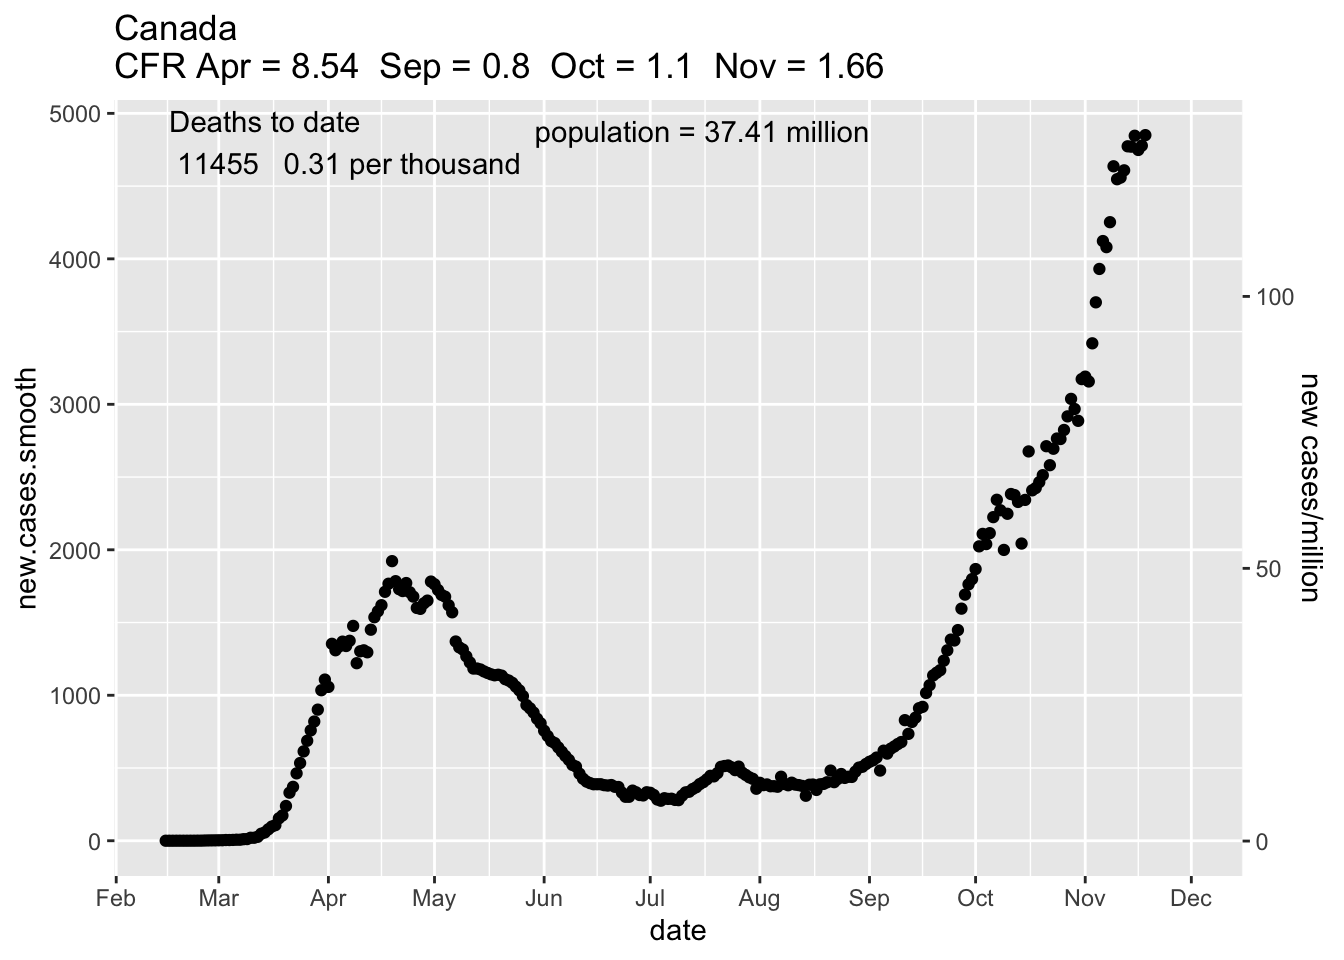 Canada
CFR Apr = 8.54  Sep = 0.8  Oct = 1.1  Nov = 1.66
Deaths to date
11455   0.31 per thousand
population = 37.41 million
5000
4000
3000
2000
1000
0
new.cases.smooth
100
50
0
new cases/million
Feb Mar Apr May Jun Jul Aug Sep Oct Nov Dec
date